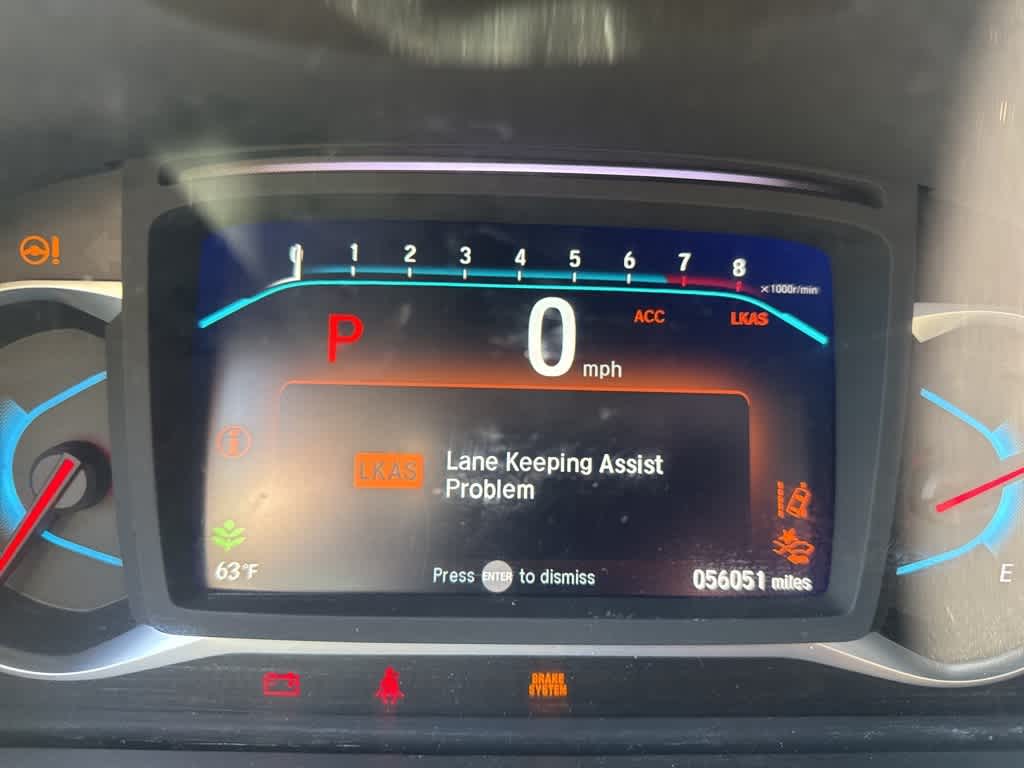 0 1 2 3 4 5 6 7 8
×1000r/min
P 0 mph ACC LKAS
LKAS Lane Keeping Assist
Problem
63°F
Press ENTER to dismiss
056051 miles
E
BRAKE
SYSTEM